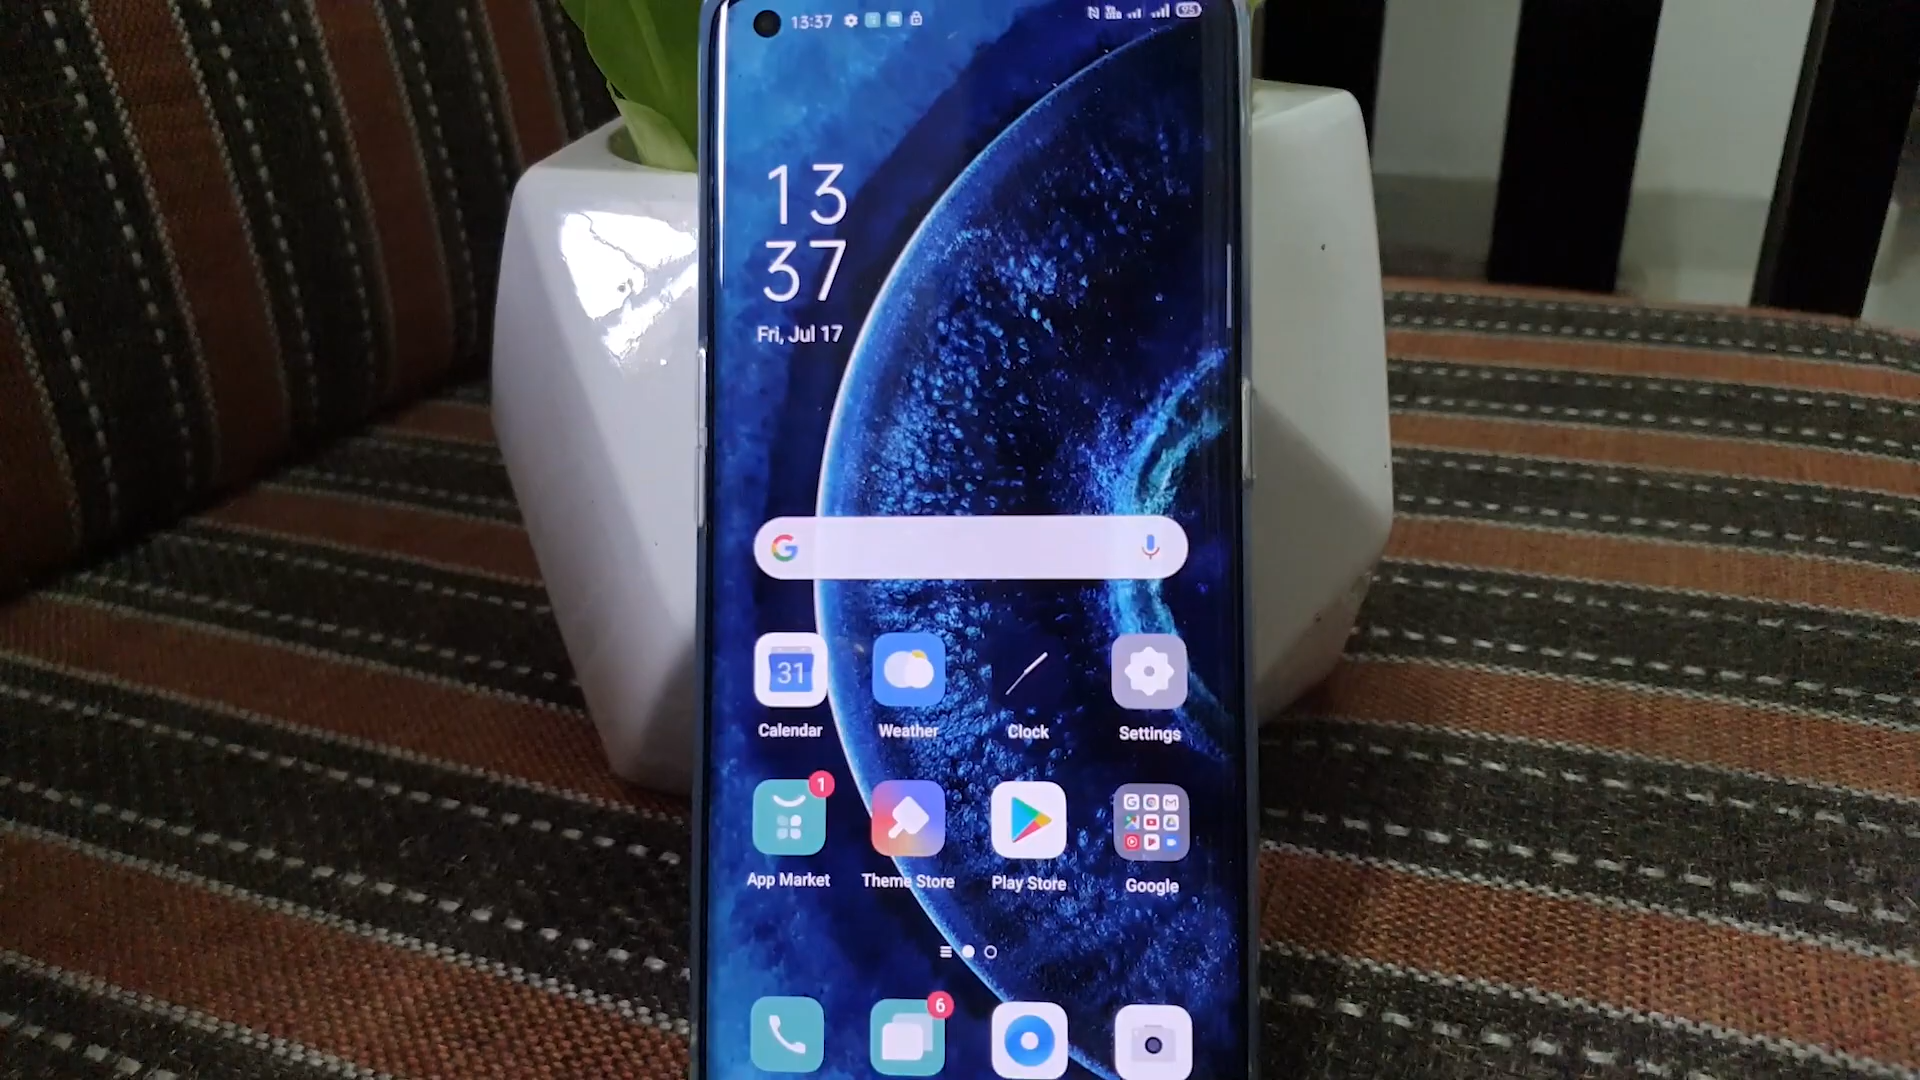 13:37
95
13
37
Fri, Jul 17
G
31
Calendar
Weather
Clock
Settings
1
App Market
Theme Store
Play Store
Google
6